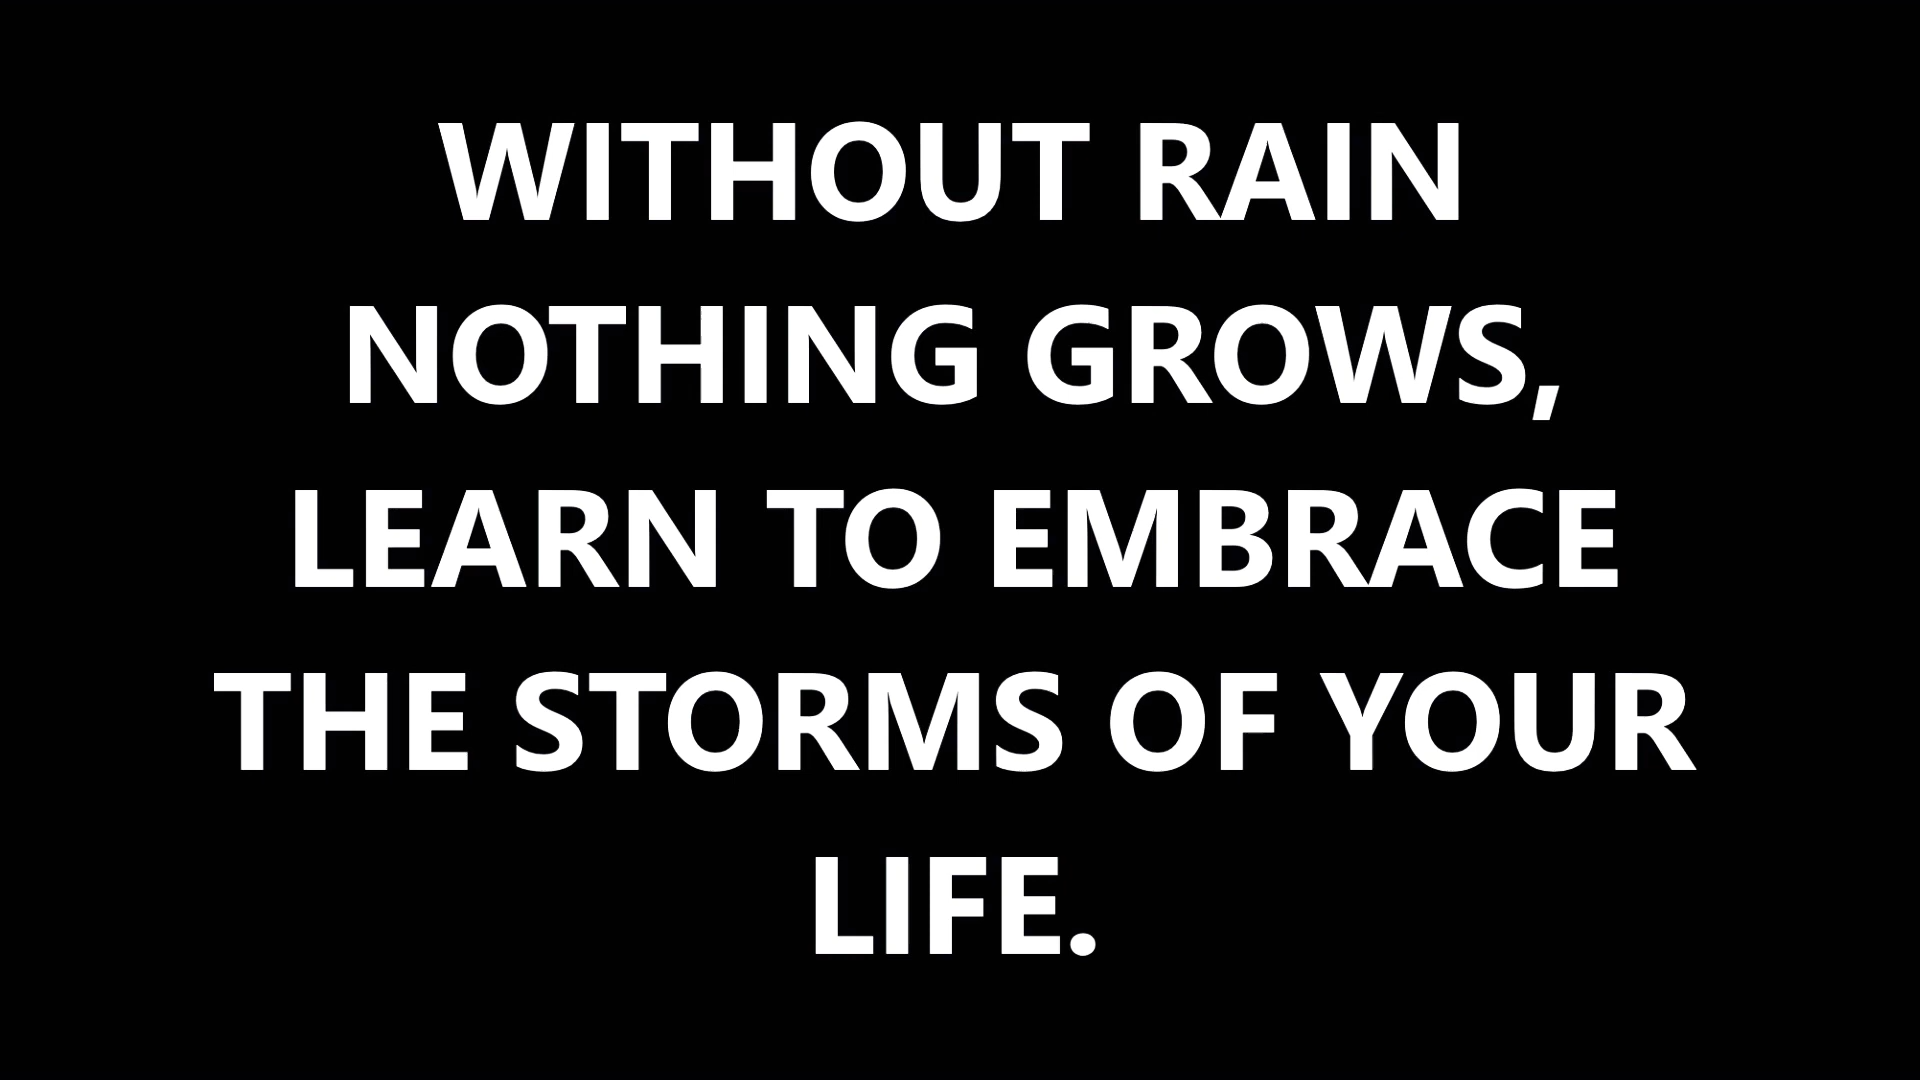 WITHOUT RAIN
NOTHING GROWS,
LEARN TO EMBRACE
THE STORMS OF YOUR
LIFE.